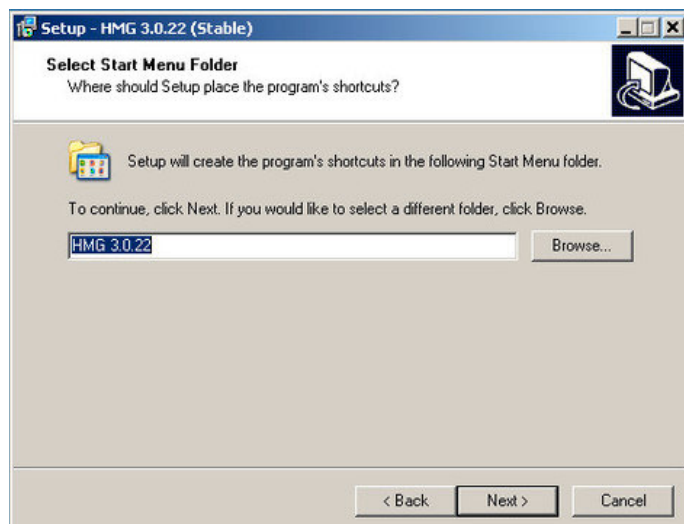 Setup - HMG 3.0.22 (Stable)
Select Start Menu Folder
Where should Setup place the program's shortcuts?
Setup will create the program's shortcuts in the following Start Menu folder.
To continue, click Next. If you would like to select a different folder, click Browse.
HMG 3.0.22 Browse...
< Back Next > Cancel